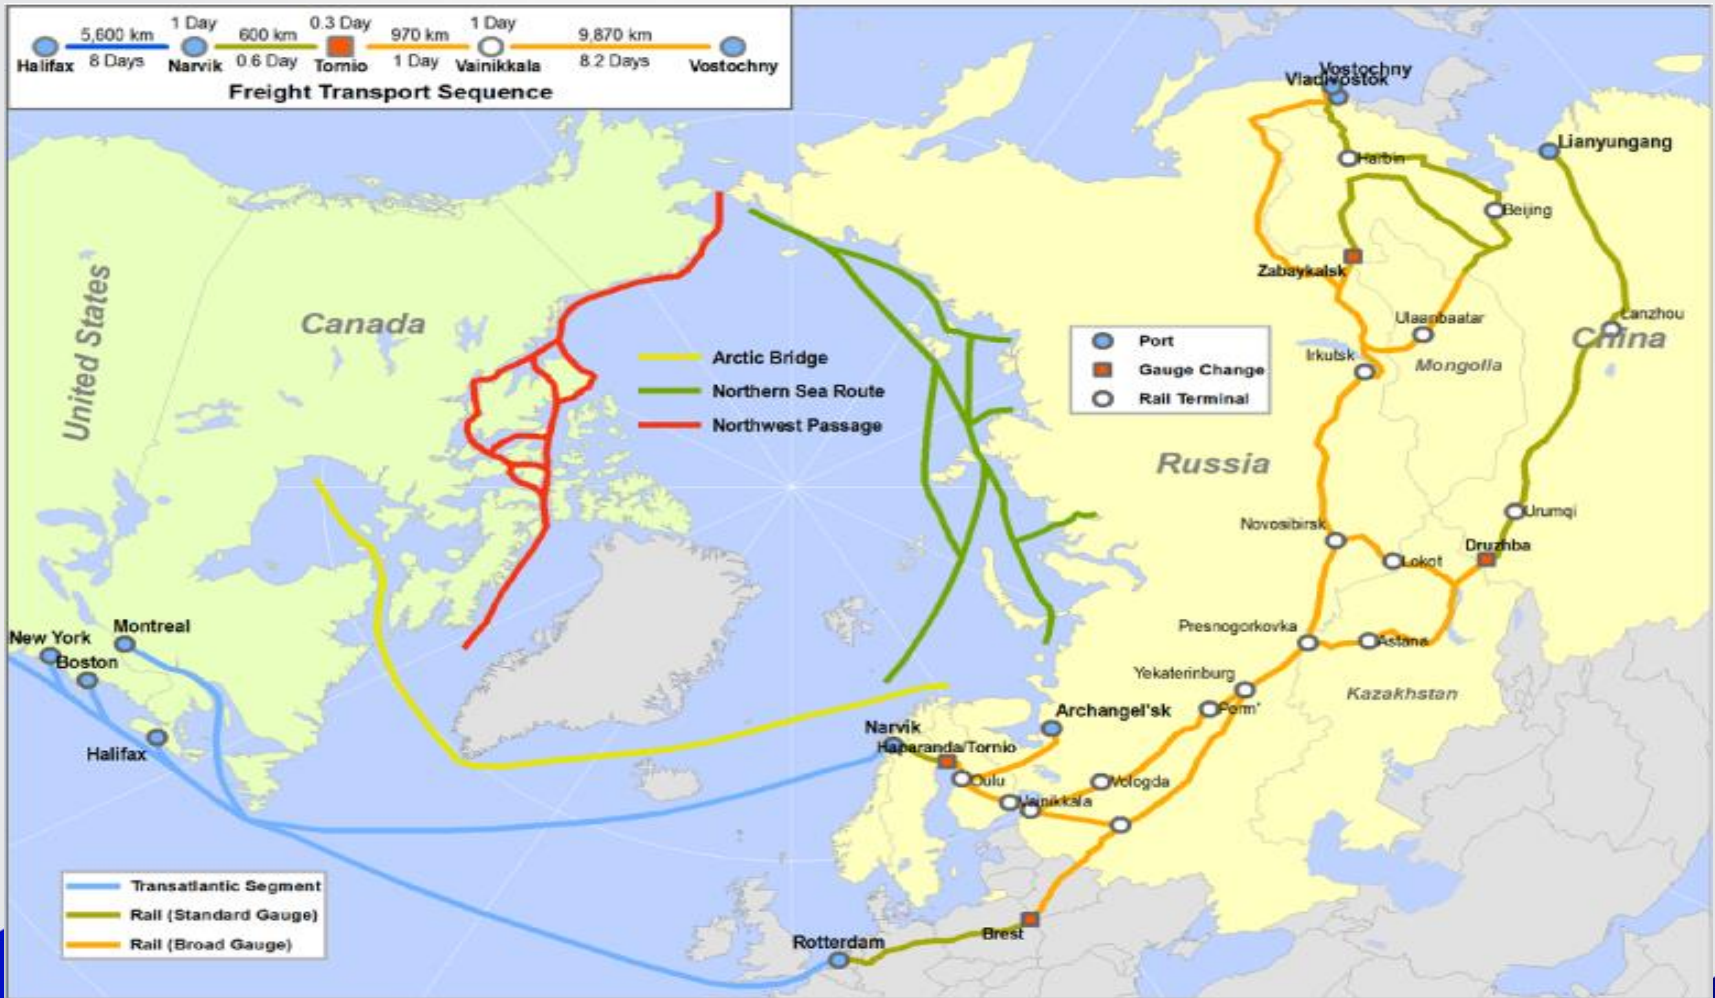 1 Day 0.3 Day 1 Day
5,600 km 600 km 970 km 9,870 km
Halifax 8 Days Narvik 0.6 Day Tornio 1 Day Vainikkala 8.2 Days Vostochny
Freight Transport Sequence
Vostochny
Vladivostok
Harbin
Lianyungang
Beijing
Zabaykalsk
United States
Canada
Ulaanbaatar
Lanzhou
China
Irkutsk
Mongolia
Arctic Bridge
Northern Sea Route
Northwest Passage
Port
Gauge Change
Rail Terminal
Russia
Urumqi
Novosibirsk
Druzhba
Lokot
Presnogorkovka
Astana
Yekaterinburg
Kazakhstan
Perm'
New York
Montreal
Boston
Halifax
Archangel'sk
Narvik
Haparanda/Tornio
Oulu
Vologda
Vainikkala
Transatlantic Segment
Rail (Standard Gauge)
Rail (Broad Gauge)
Brest
Rotterdam